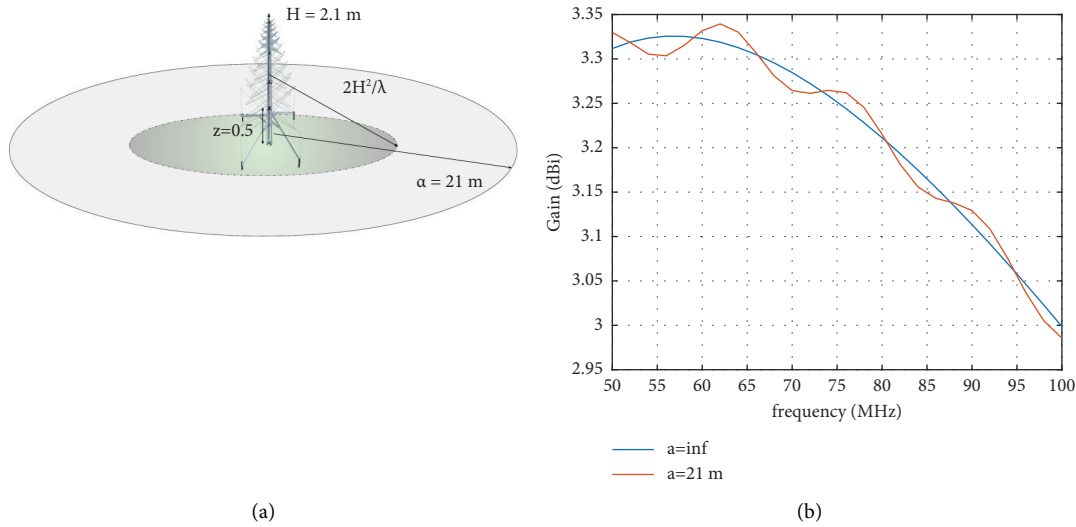 H = 2.1 m
2H²/λ
z=0.5
α = 21 m
(a)
3.35
3.3
3.25
3.2
3.15
3.1
3.05
3
2.95
Gain (dBi)
50 55 60 65 70 75 80 85 90 95 100
frequency (MHz)
a=inf
a=21 m
(b)